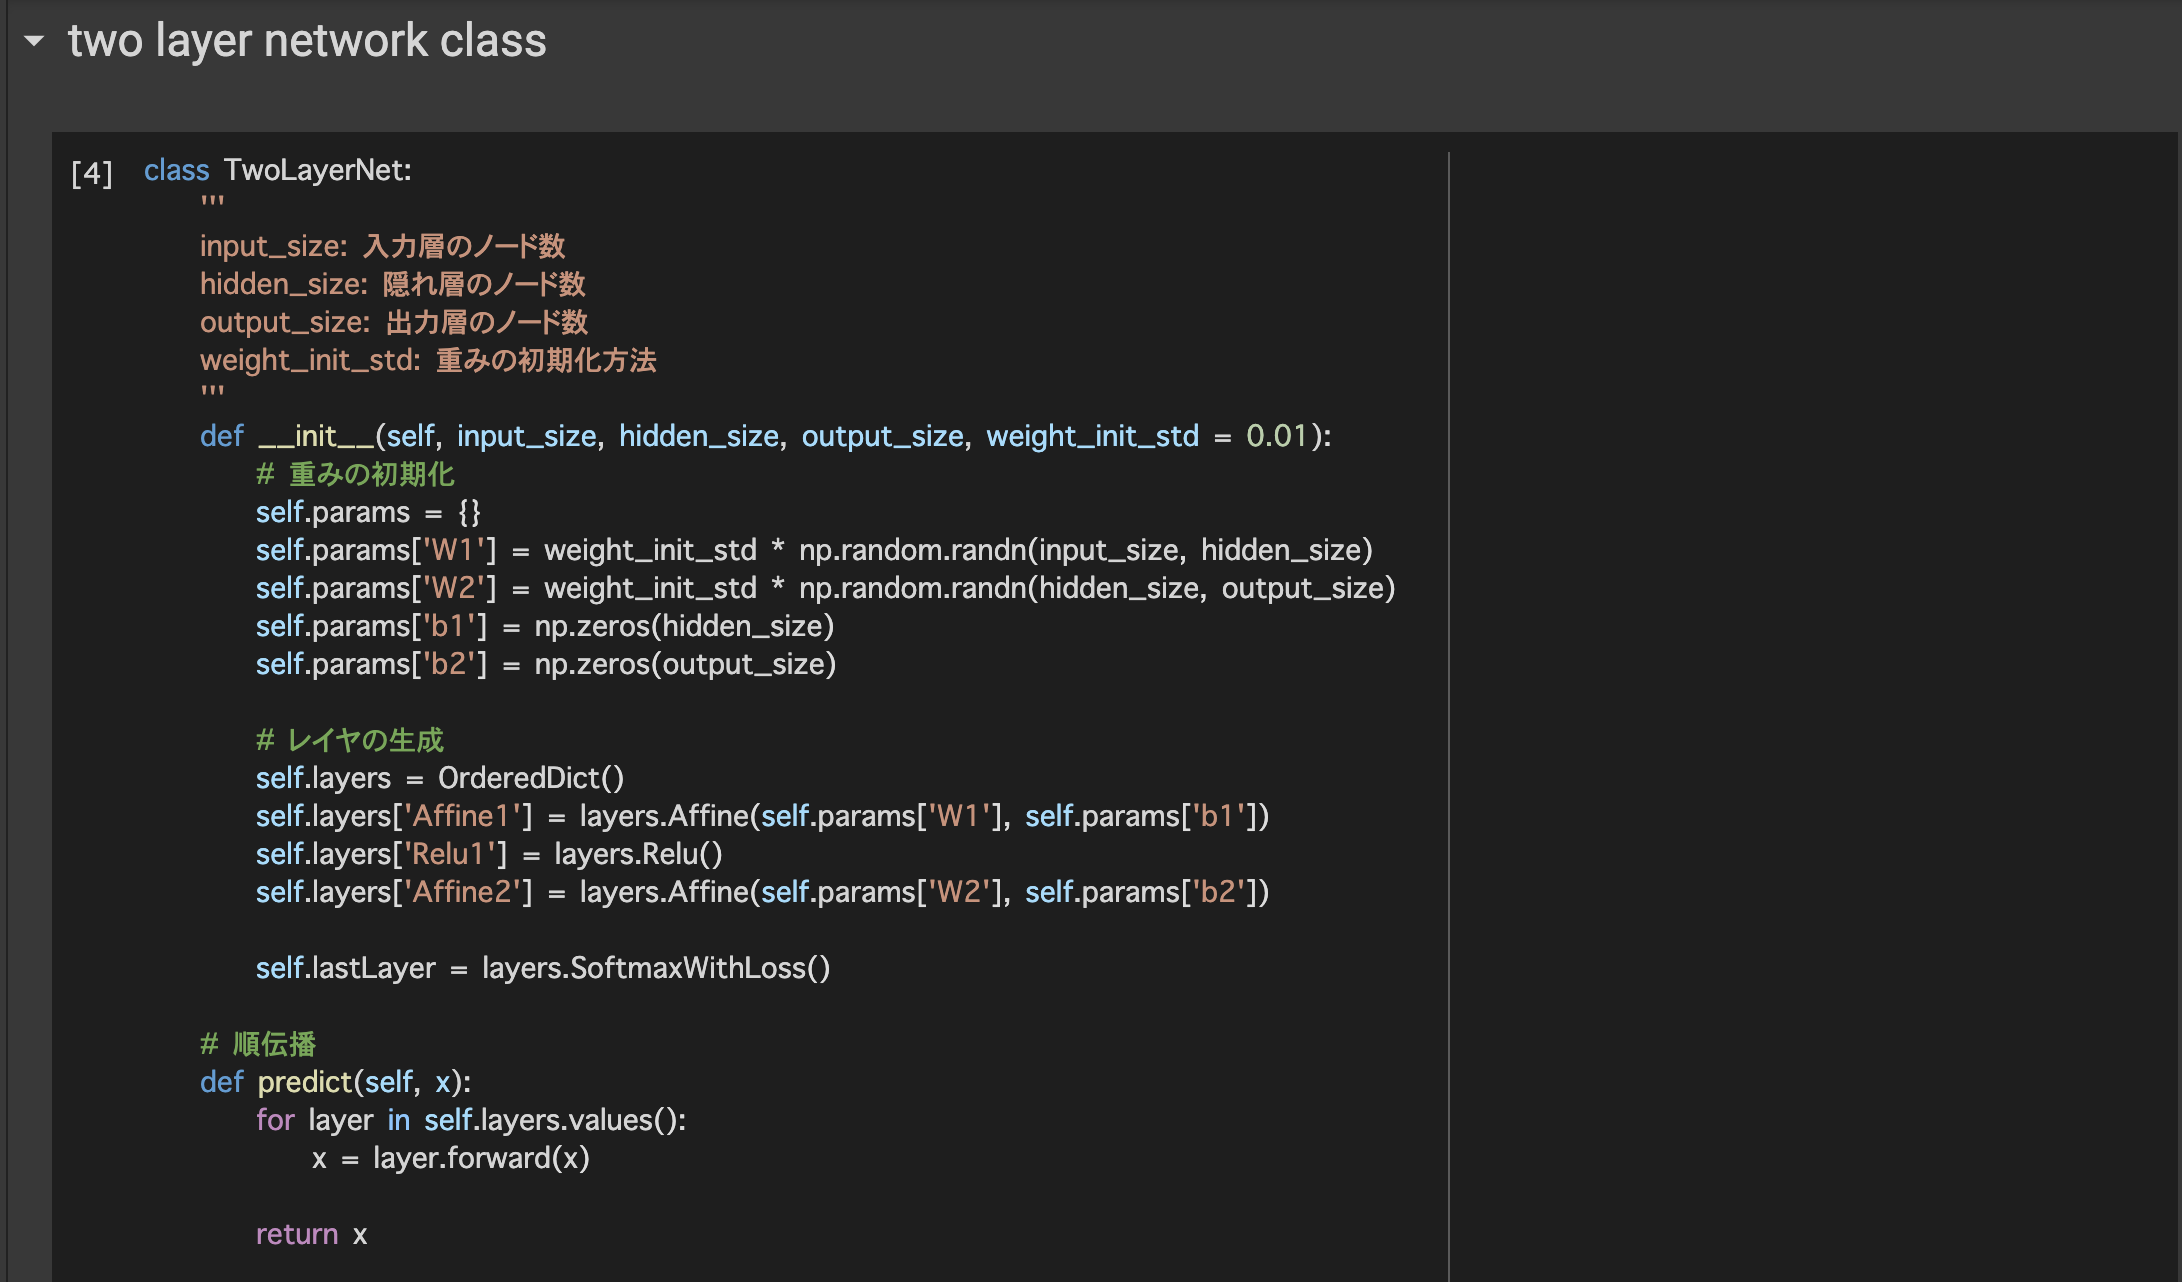 two layer network class
[4] class TwoLayerNet:
    '''
    input_size: 入力層のノード数
    hidden_size: 隠れ層のノード数
    output_size: 出力層のノード数
    weight_init_std: 重みの初期化方法
    '''
    def __init__(self, input_size, hidden_size, output_size, weight_init_std = 0.01):
        # 重みの初期化
        self.params = {}
        self.params['W1'] = weight_init_std * np.random.randn(input_size, hidden_size)
        self.params['W2'] = weight_init_std * np.random.randn(hidden_size, output_size)
        self.params['b1'] = np.zeros(hidden_size)
        self.params['b2'] = np.zeros(output_size)

        # レイヤの生成
        self.layers = OrderedDict()
        self.layers['Affine1'] = layers.Affine(self.params['W1'], self.params['b1'])
        self.layers['Relu1'] = layers.Relu()
        self.layers['Affine2'] = layers.Affine(self.params['W2'], self.params['b2'])

        self.lastLayer = layers.SoftmaxWithLoss()

    # 順伝播
    def predict(self, x):
        for layer in self.layers.values():
            x = layer.forward(x)

        return x